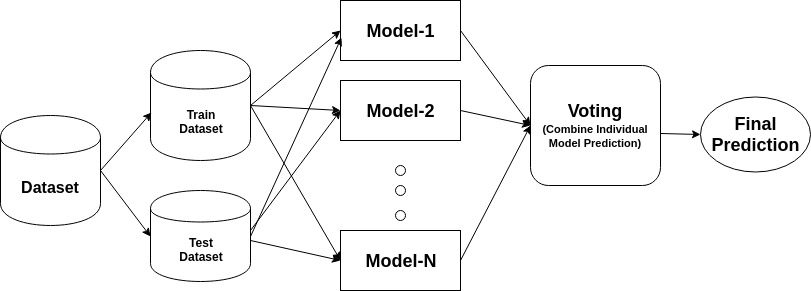 Dataset
Train
Dataset
Test
Dataset
Model-1
Model-2
Model-N
Voting
(Combine Individual
Model Prediction)
Final
Prediction